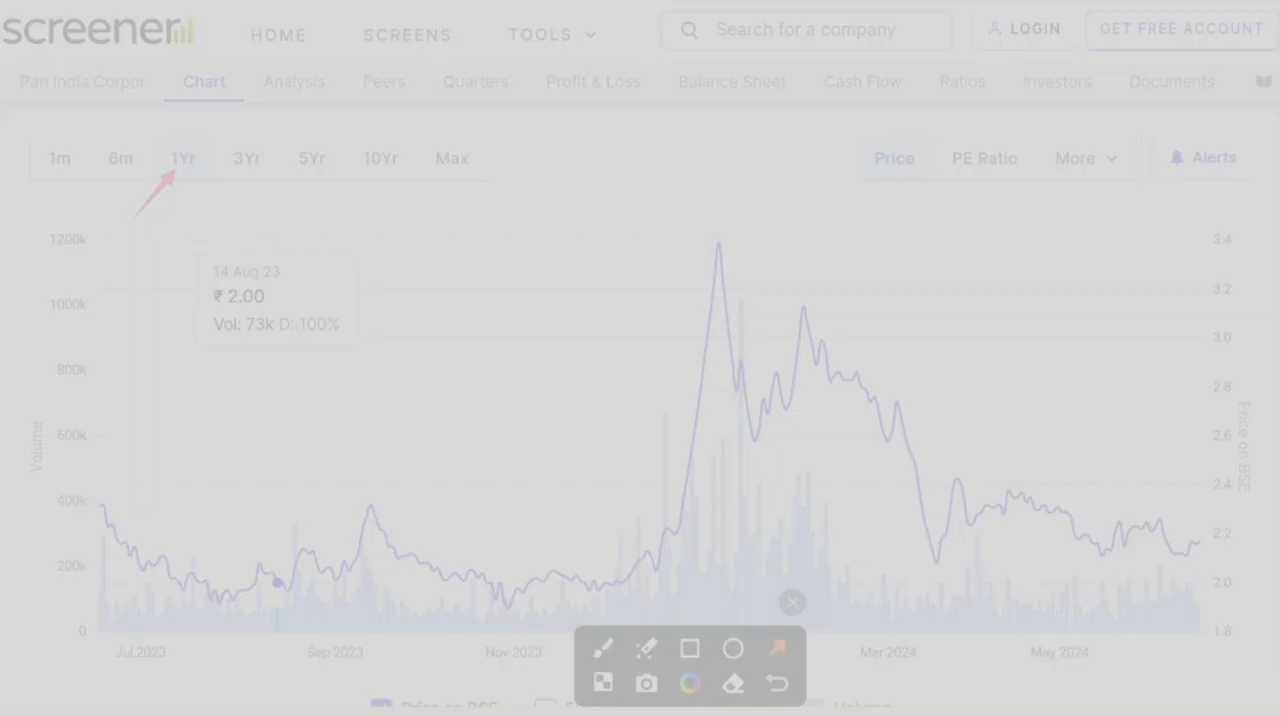 screener
HOME SCREENS TOOLS Search for a company LOGIN GET FREE ACCOUNT
Pan India Corpor Chart Analysis Peers Quarters Profit & Loss Balance Sheet Cash Flow Ratios Investors Documents
1m 6m 1Yr 3Yr 5Yr 10Yr Max Price PE Ratio More Alerts
1200k 3.4
14 Aug 23
₹ 2.00
Vol: 73k D: 100%
3.2
1000k
3.0
800k
2.8
Volume
Price on BSE
600k 2.6
400k 2.4
2.2
200k
2.0
0 1.8
Jul 2023 Sep 2023 Nov 2023 Mar 2024 May 2024
Price on BSE Volume